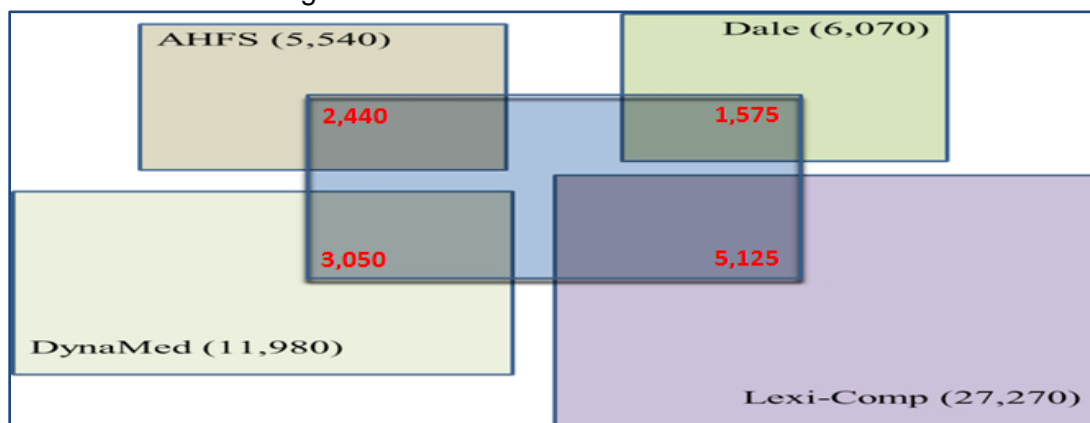 AHFS (5,540)
Dale (6,070)
2,440
1,575
3,050
5,125
DynaMed (11,980)
Lexi-Comp (27,270)